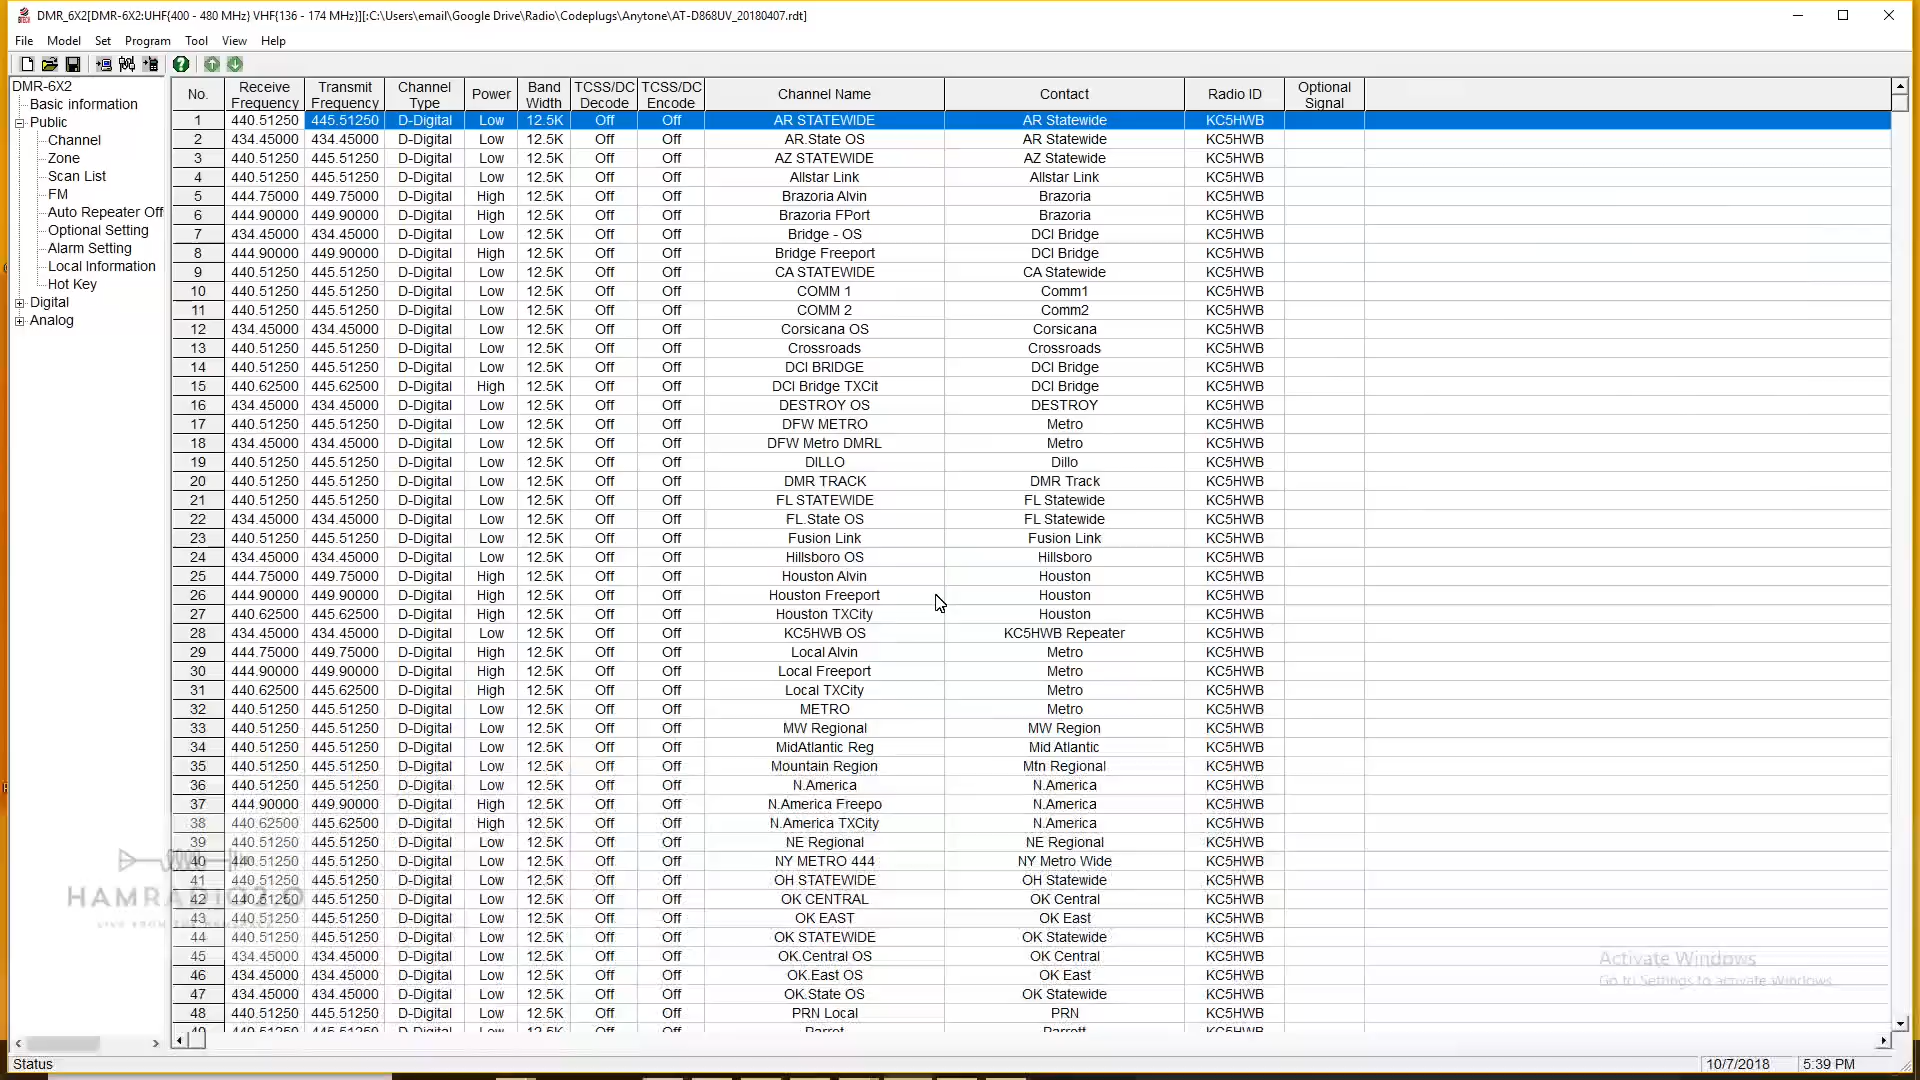 DMR_6X2[DMR-6X2:UHF{400 - 480 MHz} VHF{136 - 174 MHz}][:C:\Users\email\Google Drive\Radio\Codeplugs\Anytone\AT-D868UV_20180407.rdt]
File Model Set Program Tool View Help
DMR-6X2
Basic information
Public
Channel
Zone
Scan List
FM
Auto Repeater Off
Optional Setting
Alarm Setting
Local Information
Hot Key
Digital
Analog
No. Receive Frequency Transmit Frequency Channel Type Power Band Width TCSS/DC Decode TCSS/DC Encode Channel Name Contact Radio ID Optional Signal
1 440.51250 445.51250 D-Digital Low 12.5K Off Off AR STATEWIDE AR Statewide KC5HWB
2 434.45000 434.45000 D-Digital Low 12.5K Off Off AR.State OS AR Statewide KC5HWB
3 440.51250 445.51250 D-Digital Low 12.5K Off Off AZ STATEWIDE AZ Statewide KC5HWB
4 440.51250 445.51250 D-Digital Low 12.5K Off Off Allstar Link Allstar Link KC5HWB
5 444.75000 449.75000 D-Digital High 12.5K Off Off Brazoria Alvin Brazoria KC5HWB
6 444.90000 449.90000 D-Digital High 12.5K Off Off Brazoria FPort Brazoria KC5HWB
7 434.45000 434.45000 D-Digital Low 12.5K Off Off Bridge - OS DCI Bridge KC5HWB
8 444.90000 449.90000 D-Digital High 12.5K Off Off Bridge Freeport DCI Bridge KC5HWB
9 440.51250 445.51250 D-Digital Low 12.5K Off Off CA STATEWIDE CA Statewide KC5HWB
10 440.51250 445.51250 D-Digital Low 12.5K Off Off COMM 1 Comm1 KC5HWB
11 440.51250 445.51250 D-Digital Low 12.5K Off Off COMM 2 Comm2 KC5HWB
12 434.45000 434.45000 D-Digital Low 12.5K Off Off Corsicana OS Corsicana KC5HWB
13 440.51250 445.51250 D-Digital Low 12.5K Off Off Crossroads Crossroads KC5HWB
14 440.51250 445.51250 D-Digital Low 12.5K Off Off DCI BRIDGE DCI Bridge KC5HWB
15 440.62500 445.62500 D-Digital High 12.5K Off Off DCI Bridge TXCit DCI Bridge KC5HWB
16 434.45000 434.45000 D-Digital Low 12.5K Off Off DESTROY OS DESTROY KC5HWB
17 440.51250 445.51250 D-Digital Low 12.5K Off Off DFW METRO Metro KC5HWB
18 434.45000 434.45000 D-Digital Low 12.5K Off Off DFW Metro DMRL Metro KC5HWB
19 440.51250 445.51250 D-Digital Low 12.5K Off Off DILLO Dillo KC5HWB
20 440.51250 445.51250 D-Digital Low 12.5K Off Off DMR TRACK DMR Track KC5HWB
21 440.51250 445.51250 D-Digital Low 12.5K Off Off FL STATEWIDE FL Statewide KC5HWB
22 434.45000 434.45000 D-Digital Low 12.5K Off Off FL.State OS FL Statewide KC5HWB
23 440.51250 445.51250 D-Digital Low 12.5K Off Off Fusion Link Fusion Link KC5HWB
24 434.45000 434.45000 D-Digital Low 12.5K Off Off Hillsboro OS Hillsboro KC5HWB
25 444.75000 449.75000 D-Digital High 12.5K Off Off Houston Alvin Houston KC5HWB
26 444.90000 449.90000 D-Digital High 12.5K Off Off Houston Freeport Houston KC5HWB
27 440.62500 445.62500 D-Digital High 12.5K Off Off Houston TXCity Houston KC5HWB
28 434.45000 434.45000 D-Digital Low 12.5K Off Off KC5HWB OS KC5HWB Repeater KC5HWB
29 444.75000 449.75000 D-Digital High 12.5K Off Off Local Alvin Metro KC5HWB
30 444.90000 449.90000 D-Digital High 12.5K Off Off Local Freeport Metro KC5HWB
31 440.62500 445.62500 D-Digital High 12.5K Off Off Local TXCity Metro KC5HWB
32 440.51250 445.51250 D-Digital Low 12.5K Off Off METRO Metro KC5HWB
33 440.51250 445.51250 D-Digital Low 12.5K Off Off MW Regional MW Region KC5HWB
34 440.51250 445.51250 D-Digital Low 12.5K Off Off MidAtlantic Reg Mid Atlantic KC5HWB
35 440.51250 445.51250 D-Digital Low 12.5K Off Off Mountain Region Mtn Regional KC5HWB
36 440.51250 445.51250 D-Digital Low 12.5K Off Off N.America N.America KC5HWB
37 444.90000 449.90000 D-Digital High 12.5K Off Off N.America Freepo N.America KC5HWB
38 440.62500 445.62500 D-Digital High 12.5K Off Off N.America TXCity N.America KC5HWB
39 440.51250 445.51250 D-Digital Low 12.5K Off Off NE Regional NE Regional KC5HWB
40 440.51250 445.51250 D-Digital Low 12.5K Off Off NY METRO 444 NY Metro Wide KC5HWB
41 440.51250 445.51250 D-Digital Low 12.5K Off Off OH STATEWIDE OH Statewide KC5HWB
42 440.51250 445.51250 D-Digital Low 12.5K Off Off OK CENTRAL OK Central KC5HWB
43 440.51250 445.51250 D-Digital Low 12.5K Off Off OK EAST OK East KC5HWB
44 440.51250 445.51250 D-Digital Low 12.5K Off Off OK STATEWIDE OK Statewide KC5HWB
45 434.45000 434.45000 D-Digital Low 12.5K Off Off OK.Central OS OK Central KC5HWB
46 434.45000 434.45000 D-Digital Low 12.5K Off Off OK.East OS OK East KC5HWB
47 434.45000 434.45000 D-Digital Low 12.5K Off Off OK.State OS OK Statewide KC5HWB
48 440.51250 445.51250 D-Digital Low 12.5K Off Off PRN Local PRN KC5HWB
49 440.51250 445.51250 D-Digital Low 12.5K Off Off Parrot Parrott KC5HWB
HAMRADIO2.0
LIVE FROM THE HAMSHACK
Activate Windows
Go to Settings to activate Windows.
Status 10/7/2018 5:39 PM